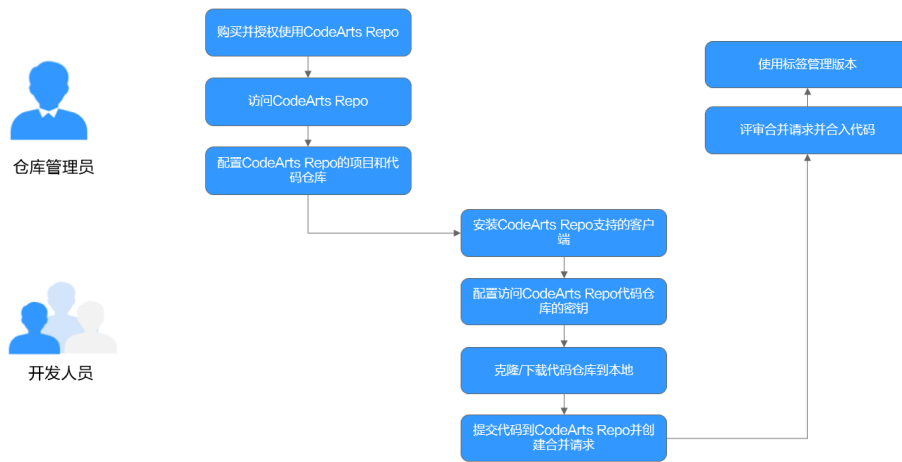 购买并授权使用CodeArts Repo
访问CodeArts Repo
配置CodeArts Repo的项目和代
码仓库
仓库管理员
安装CodeArts Repo支持的客户
端
配置访问CodeArts Repo代码仓
库的密钥
克隆/下载代码仓库到本地
提交代码到CodeArts Repo并创
建合并请求
开发人员
使用标签管理版本
评审合并请求并合入代码